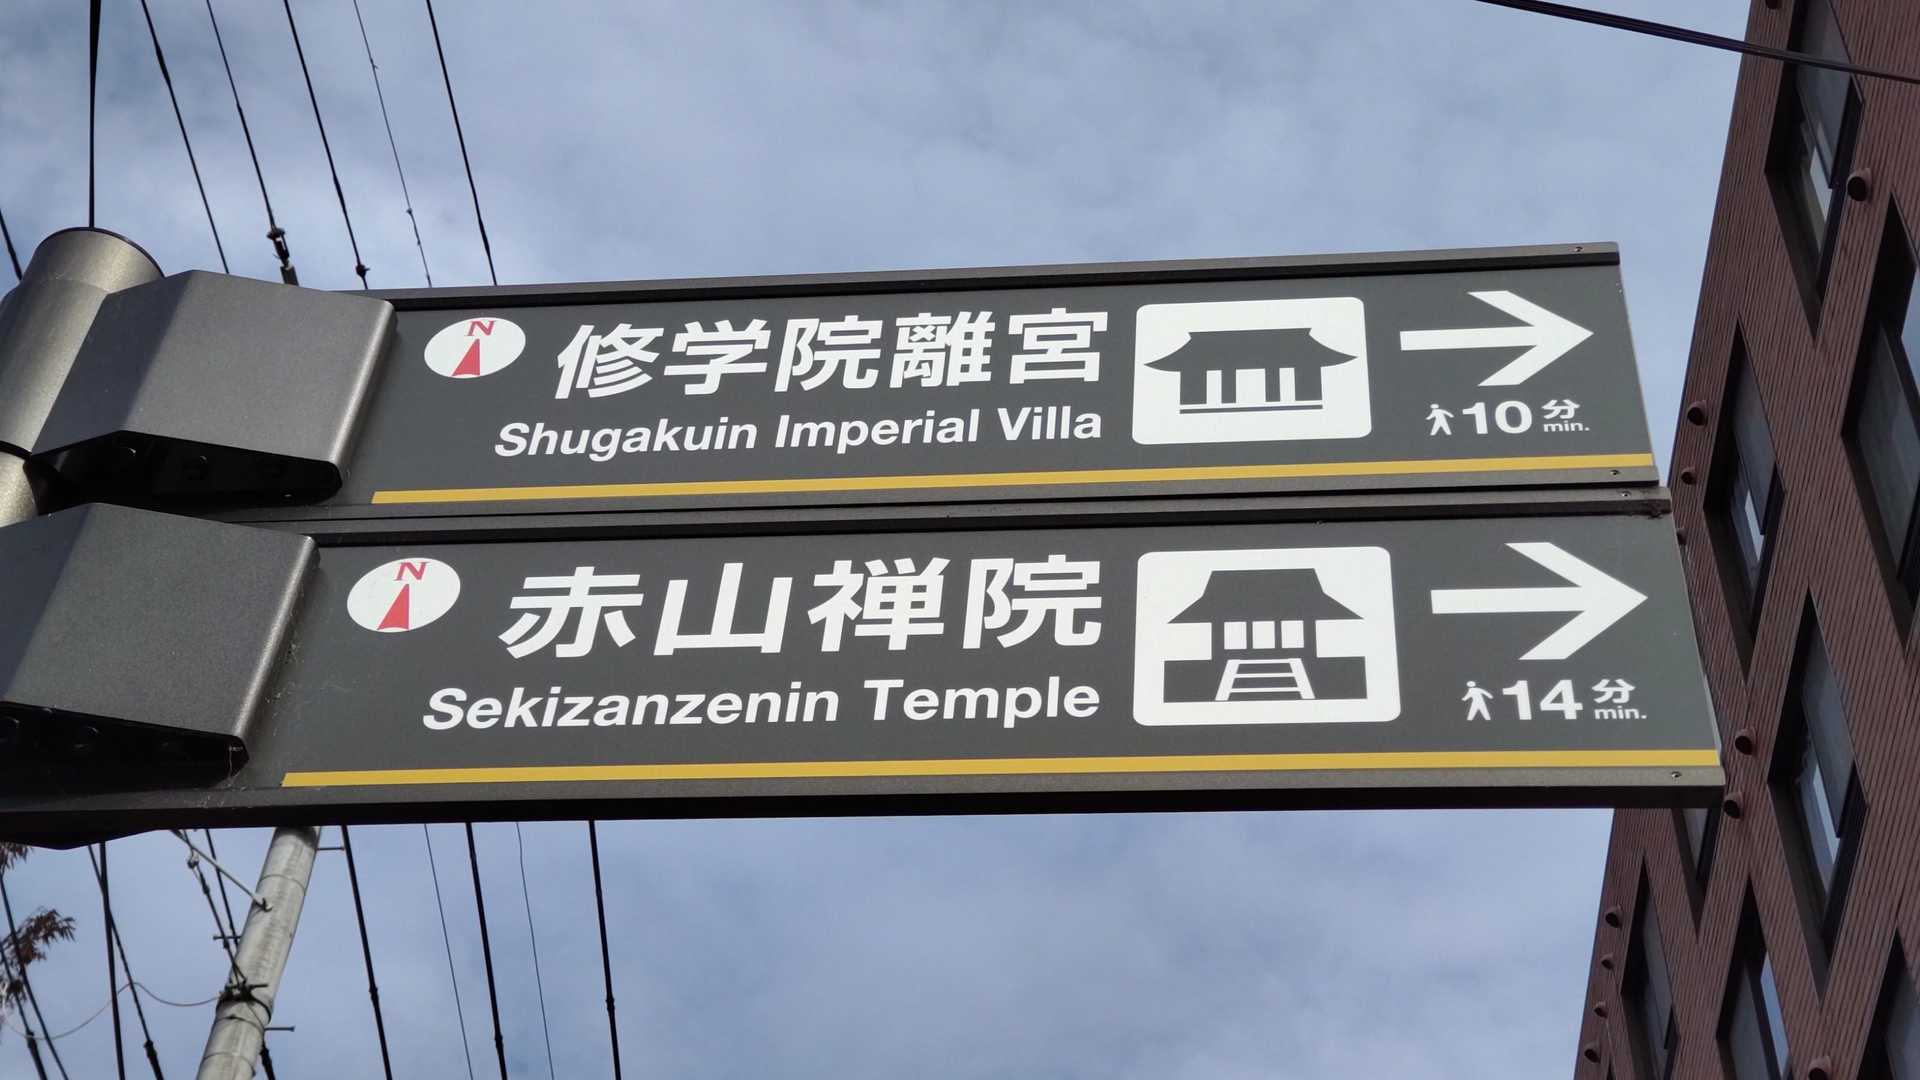 N
修学院離宮
Shugakuin Imperial Villa
10分
min.
N
赤山禅院
Sekizanzenin Temple
14分
min.